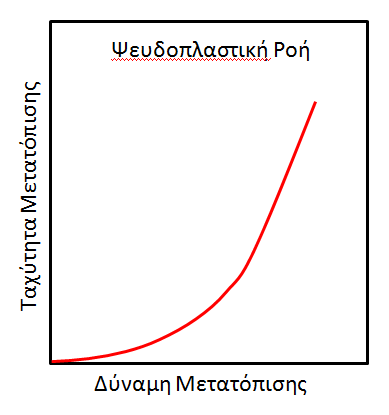 Ψευδοπλαστική Ροή
Ταχύτητα Μετατόπισης
Δύναμη Μετατόπισης